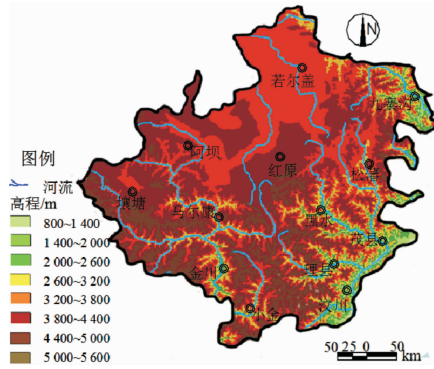 N
若尔盖
九寨沟
阿坝
红原
松潘
图例
河流
高程/m
800~1 400
1 400~2 000
2 000~2 600
2 600~3 200
3 200~3 800
3 800~4 400
4 400~5 000
5 000~5 600
壤塘
马尔康
黑水
茂县
金川
理县
汶川
小金
50 25 0 50